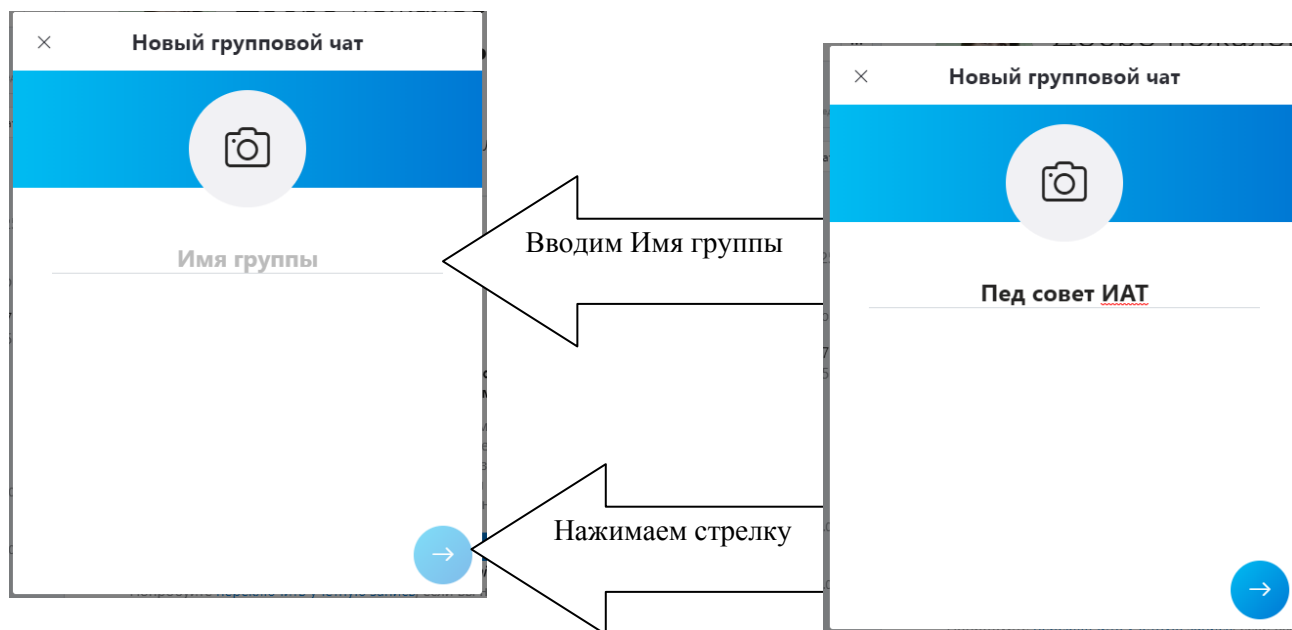 Новый групповой чат
Имя группы
Вводим Имя группы
Нажимаем стрелку
Новый групповой чат
Пед совет ИАТ